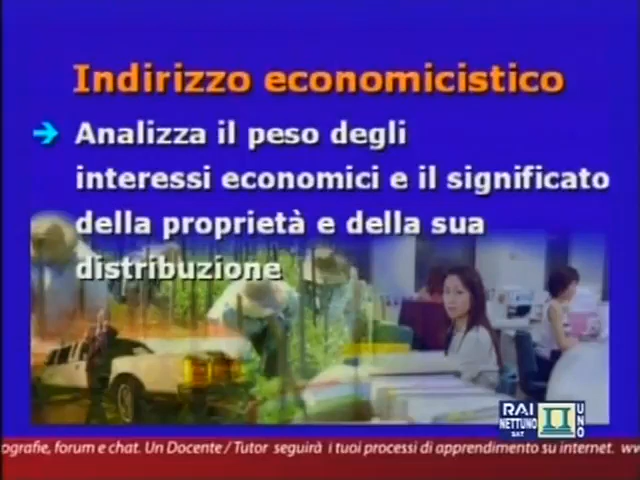 Indirizzo economicistico
Analizza il peso degli
interessi economici e il significato
della proprietà e della sua
distribuzione
RAI
NETTUNO
SAT
UNO
ografie, forum e chat. Un Docente / Tutor seguirà i tuoi processi di apprendimento su internet. ww